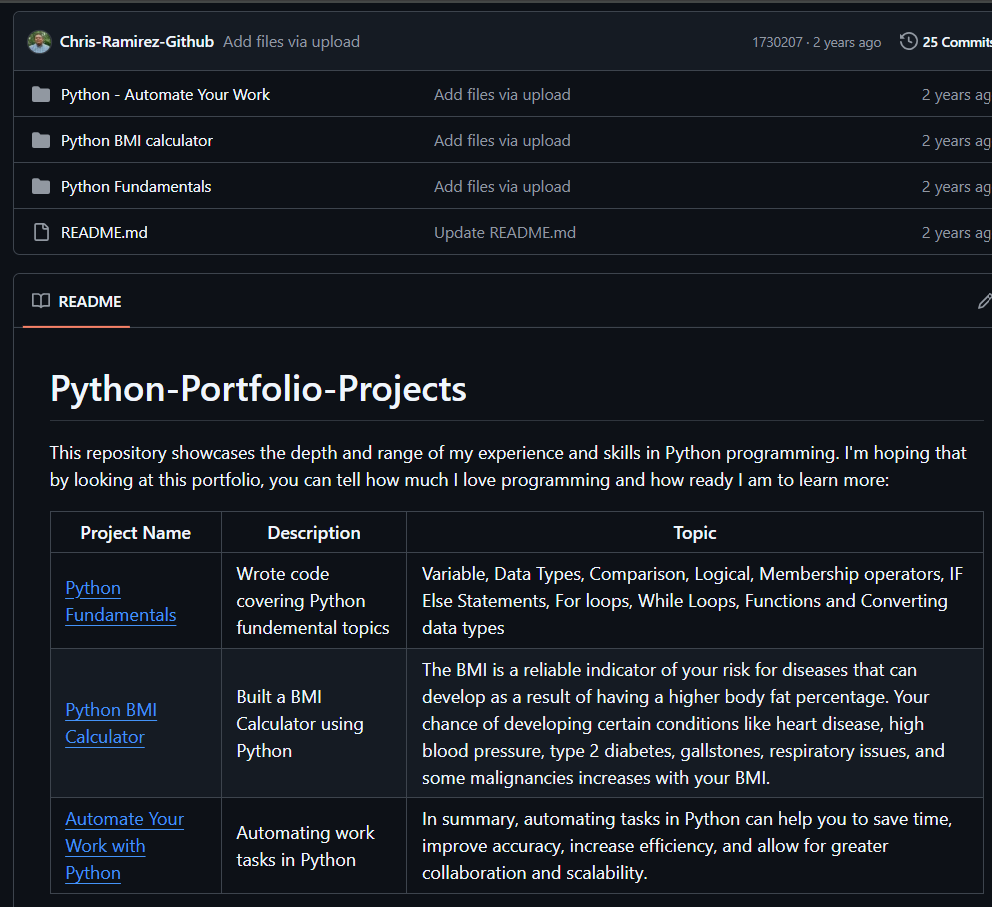 Chris-Ramirez-Github Add files via upload 1730207 · 2 years ago 25 Commits
Python - Automate Your Work Add files via upload 2 years ag
Python BMI calculator Add files via upload 2 years ag
Python Fundamentals Add files via upload 2 years ag
README.md Update README.md 2 years ag
README
Python-Portfolio-Projects
This repository showcases the depth and range of my experience and skills in Python programming. I'm hoping that
by looking at this portfolio, you can tell how much I love programming and how ready I am to learn more:
Project Name Description Topic
Python
Fundamentals
Wrote code
covering Python
fundemental topics
Variable, Data Types, Comparison, Logical, Membership operators, IF
Else Statements, For loops, While Loops, Functions and Converting
data types
Python BMI
Calculator
Built a BMI
Calculator using
Python
The BMI is a reliable indicator of your risk for diseases that can
develop as a result of having a higher body fat percentage. Your
chance of developing certain conditions like heart disease, high
blood pressure, type 2 diabetes, gallstones, respiratory issues, and
some malignancies increases with your BMI.
Automate Your
Work with
Python
Automating work
tasks in Python
In summary, automating tasks in Python can help you to save time,
improve accuracy, increase efficiency, and allow for greater
collaboration and scalability.